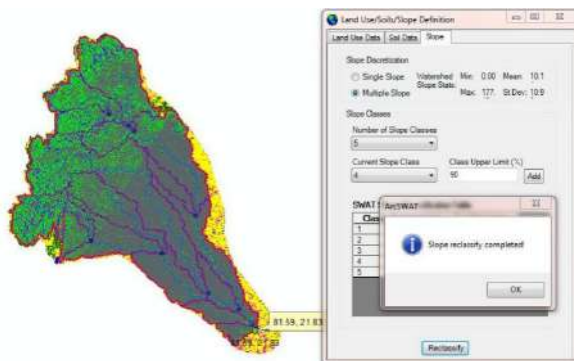 Land Use/Soils/Slope Definition
Land Use Data Soil Data Slope
Slope Discretization
Single Slope
Multiple Slope
Watershed Slope Stats:
Min: 0.00 Mean: 10.1
Max: 177. St.Dev: 10.9
Slope Classes
Number of Slope Classes
5
Current Slope Class
4
Class Upper Limit (%)
Add
SWAT
Clas
1
2
3
4
5
ArcSWAT
Slope reclassify completed!
OK
Reclassify
81.59, 21.83